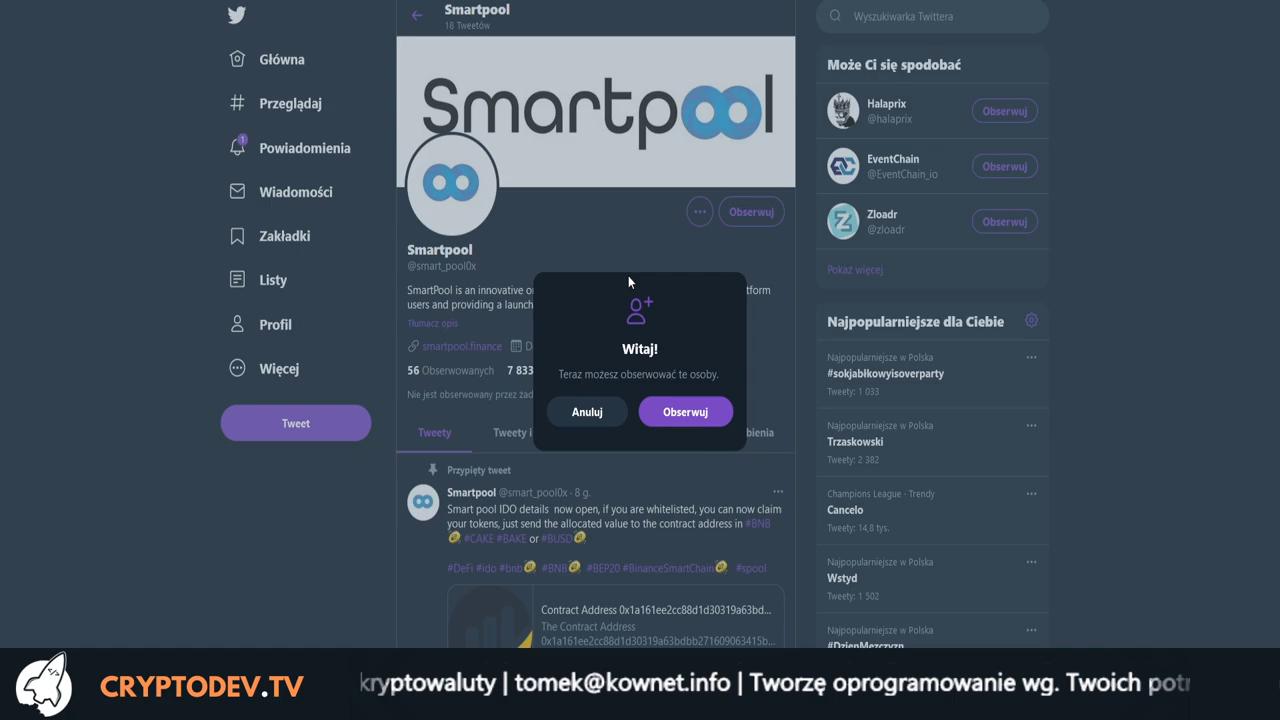 Główna
Przeglądaj
1
Powiadomienia
Wiadomości
Zakładki
Listy
Profil
Więcej
Tweet
Smartpool
18 Tweetów
Smartpool
Obserwuj
Smartpool
@smart_pool0x
SmartPool is an innovative
tform
users and providing a launch
Tłumacz opis
smartpool.finance
56 Obserwowanych 7 833
Nie jest obserwowany przez
Tweety
Tweety i
bienia
Witaj!
Teraz możesz obserwować te osoby.
Anuluj
Obserwuj
Przypięty tweet
Smartpool @smart_pool0x · 8 g.
Smart pool IDO details now open, if you are whitelisted, you can now claim
your tokens, just send the allocated value to the contract address in #BNB
#CAKE #BAKE or #BUSD
#DeFi #ido #bnb #BNB #BEP20 #BinanceSmartChain #spool
Contract Address 0x1a161ee2cc88d1d30319a63bd...
The Contract Address
0x1a161ee2cc88d1d30319a63bdbb271609063415b...
Wyszukiwarka Twittera
Może Ci się spodobać
Halaprix
@halaprix
Obserwuj
EventChain
@EventChain_io
Obserwuj
Zloadr
@zloadr
Obserwuj
Pokaż więcej
Najpopularniejsze dla Ciebie
Najpopularniejsze w Polska
#sokjabłkowyisoverparty
Tweety: 1 033
Najpopularniejsze w Polska
Trzaskowski
Tweety: 2 382
Champions League · Trendy
Cancelo
Tweety: 14,8 tys.
Najpopularniejsze w Polska
Wstyd
Tweety: 1 502
Najpopularniejsze w Polska
#DzienMezczyzn
CRYPTODEV.TV
kryptowaluty | tomek@kownet.info | Tworzę oprogramowanie wg. Twoich potr